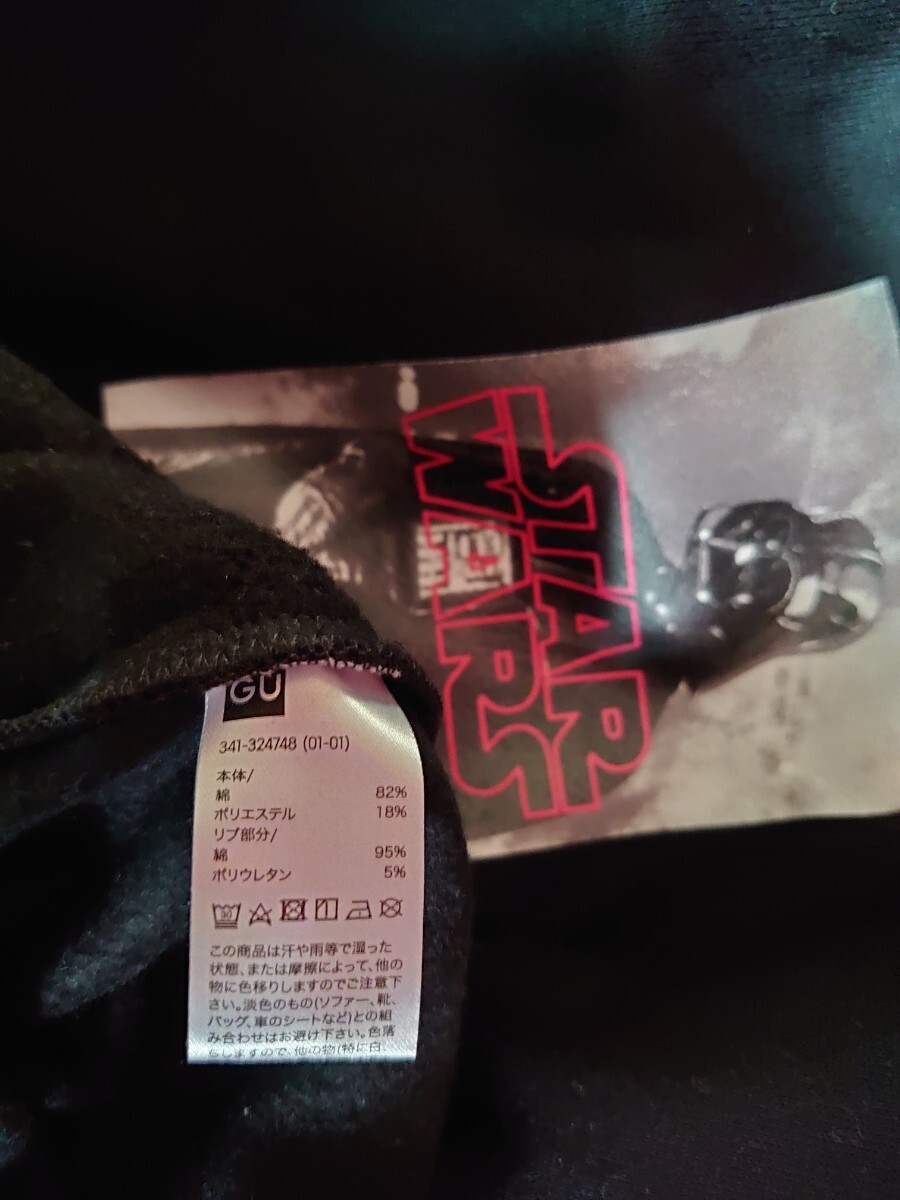 STAR
WARS
GU
341-324748 (01-01)
本体/
綿 82%
ポリエステル 18%
リブ部分/
綿 95%
ポリウレタン 5%
30
この商品は汗や雨等で湿った
状態、または摩擦によって、他の
物に色移りしますのでご注意下
さい。淡色のもの(ソファー、靴、
バッグ、車のシートなど)との組
み合わせはお避け下さい。色落
ちしますので、他の物(特に白、